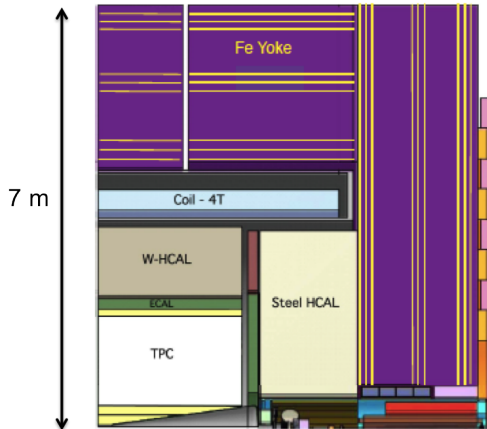 Fe Yoke
7 m
Coil - 4T
W-HCAL
Steel HCAL
ECAL
TPC